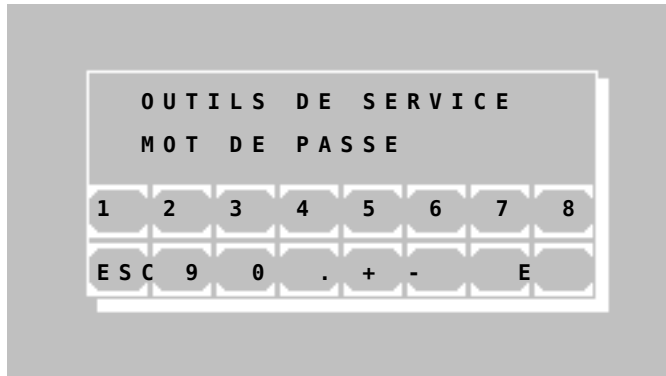 OUTILS DE SERVICE
MOT DE PASSE
1 2 3 4 5 6 7 8
ESC 9 0 . + - E